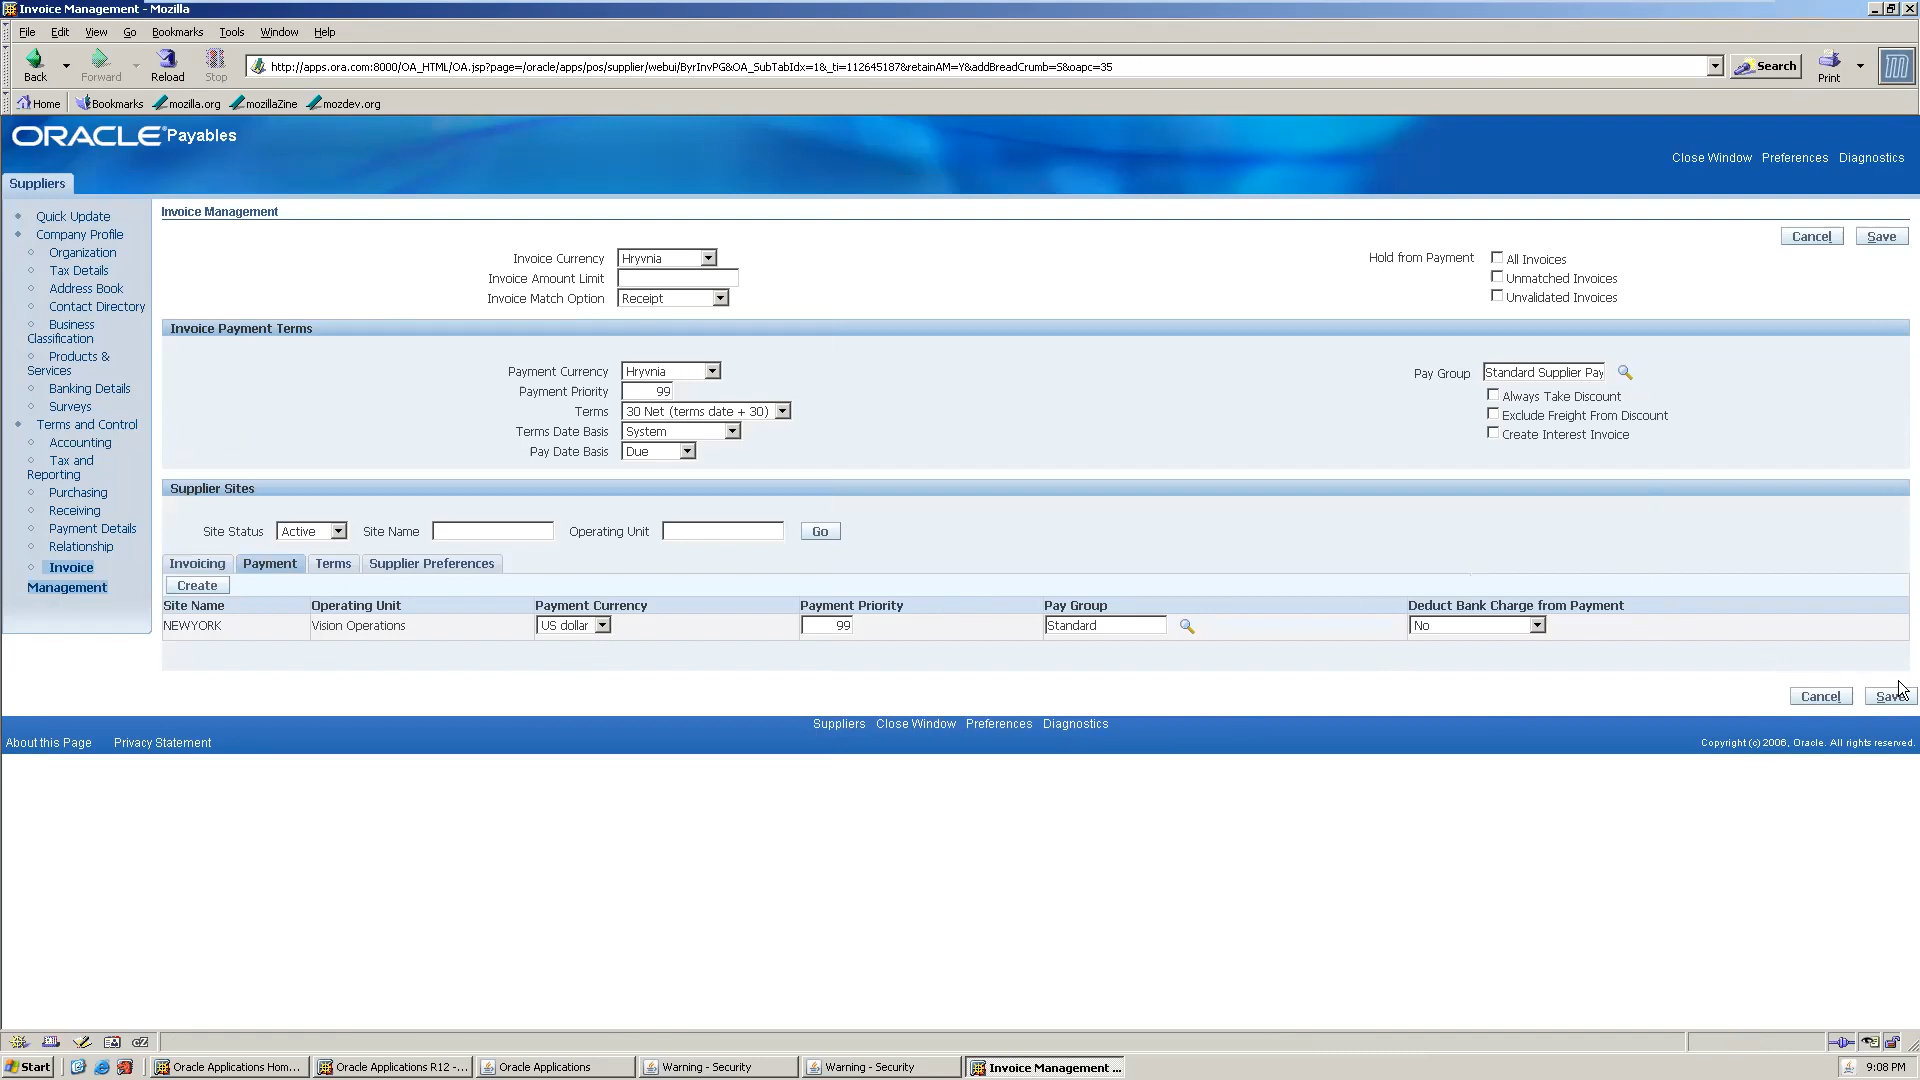 Invoice Management - Mozilla
File Edit View Go Bookmarks Tools Window Help
Back Forward Reload Stop http://apps.ora.com:8000/OA_HTML/OA.jsp?page=/oracle/apps/pos/supplier/webui/ByrInvPG&OA_SubTabIdx=1&_ti=112645187&retainAM=Y&addBreadCrumb=S&oapc=35 Search Print
Home Bookmarks mozilla.org mozillaZine mozdev.org
ORACLE® Payables
Close Window Preferences Diagnostics
Suppliers
Quick Update
Company Profile
Organization
Tax Details
Address Book
Contact Directory
Business
Classification
Products &
Services
Banking Details
Surveys
Terms and Control
Accounting
Tax and
Reporting
Purchasing
Receiving
Payment Details
Relationship
Invoice
Management
Invoice Management
Cancel Save
Invoice Currency Hryvnia
Invoice Amount Limit
Invoice Match Option Receipt
Hold from Payment All Invoices
Unmatched Invoices
Unvalidated Invoices
Invoice Payment Terms
Payment Currency Hryvnia
Payment Priority 99
Terms 30 Net (terms date + 30)
Terms Date Basis System
Pay Date Basis Due
Pay Group Standard Supplier Pay
Always Take Discount
Exclude Freight From Discount
Create Interest Invoice
Supplier Sites
Site Status Active Site Name Operating Unit Go
Invoicing Payment Terms Supplier Preferences
Create
Site Name Operating Unit Payment Currency Payment Priority Pay Group Deduct Bank Charge from Payment
NEWYORK Vision Operations US dollar 99 Standard No
Cancel Save
Suppliers Close Window Preferences Diagnostics
About this Page Privacy Statement Copyright (c) 2006, Oracle. All rights reserved.
Start Oracle Applications Hom... Oracle Applications R12 -... Oracle Applications Warning - Security Warning - Security Invoice Management ... 9:08 PM